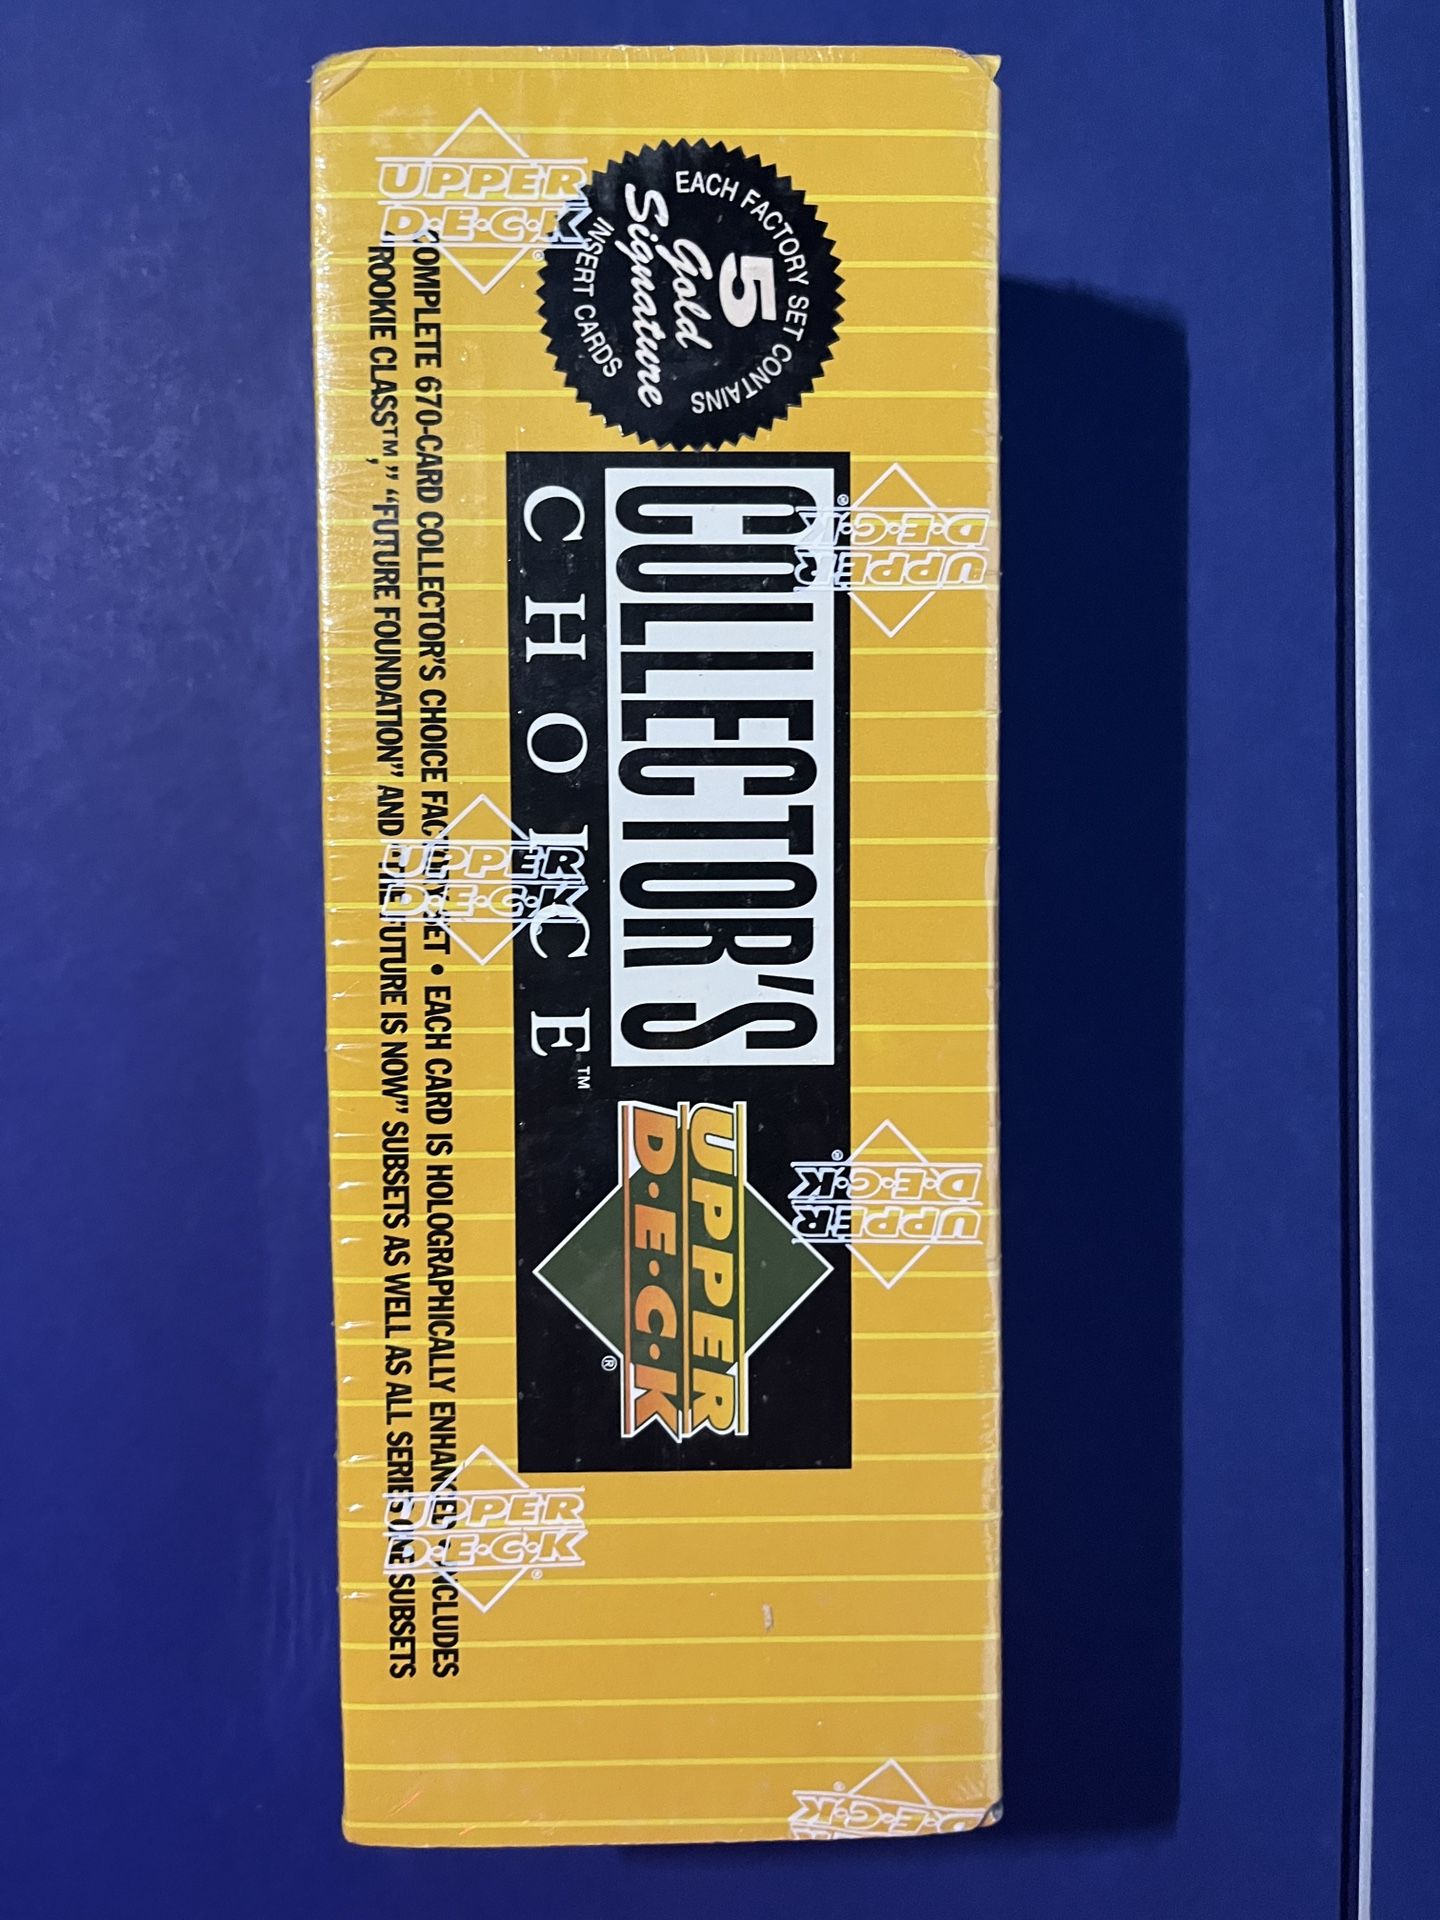 EACH FACTORY SET CONTAINS
5
Gold
Signature
INSERT CARDS
COLLECTOR'S
CHOICE™
UPPER
D•E•C•K®
COMPLETE 670-CARD COLLECTOR'S CHOICE FACTORY SET • EACH CARD IS HOLOGRAPHICALLY ENHANCED • INCLUDES
"ROOKIE CLASS™," "FUTURE FOUNDATION" AND "THE FUTURE IS NOW" SUBSETS AS WELL AS ALL SERIES ONE SUBSETS
UPPER
D•E•C•K®
UPPER
D•E•C•K®
UPPER
D•E•C•K®
UPPER
D•E•C•K®
UPPER
D•E•C•K®
UPPER
D•E•C•K®